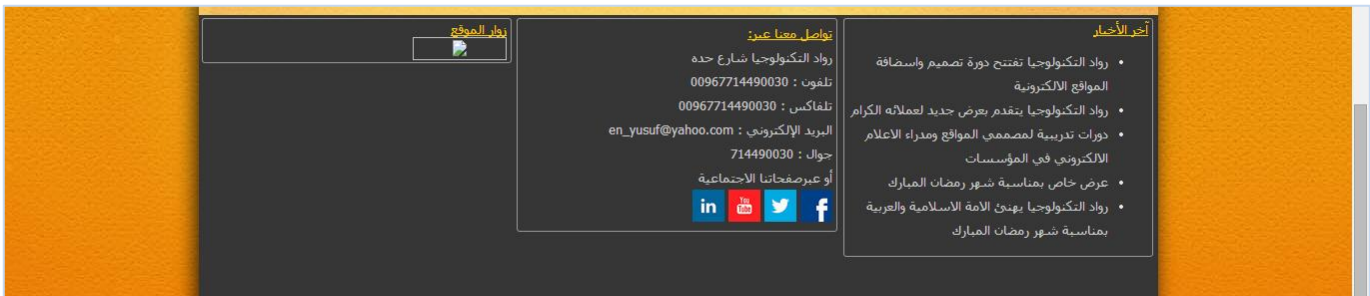 آخر الأخبار
رواد التكنولوجيا تفتتح دورة تصميم واسضافة
المواقع الالكترونية
رواد التكنولوجيا يتقدم بعرض جديد لعملائه الكرام
دورات تدريبية لمصممي المواقع ومدراء الاعلام
الالكتروني في المؤسسات
عرض خاص بمناسبة شهر رمضان المبارك
رواد التكنولوجيا يهنئ الامة الاسلامية والعربية
بمناسبة شهر رمضان المبارك
تواصل معنا عبر:
رواد التكنولوجيا شارع حده
تلفون : 00967714490030
تلفاكس : 00967714490030
البريد الإلكتروني : en_yusuf@yahoo.com
جوال : 714490030
أو عبرصفحاتنا الاجتماعية
in You Tube f
زوار الموقع